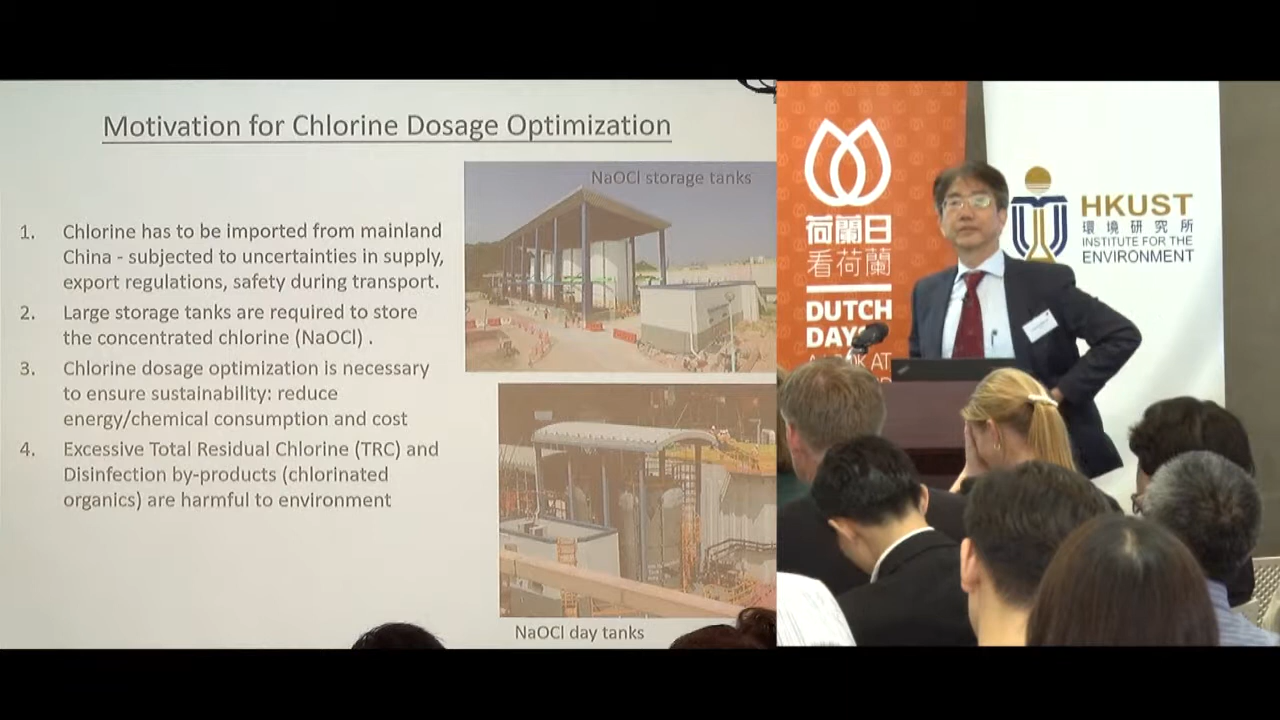 Motivation for Chlorine Dosage Optimization
NaOCl storage tanks
1. Chlorine has to be imported from mainland
China - subjected to uncertainties in supply,
export regulations, safety during transport.
2. Large storage tanks are required to store
the concentrated chlorine (NaOCl) .
3. Chlorine dosage optimization is necessary
to ensure sustainability: reduce
energy/chemical consumption and cost
4. Excessive Total Residual Chlorine (TRC) and
Disinfection by-products (chlorinated
organics) are harmful to environment
NaOCl day tanks
荷蘭日
看荷蘭
DUTCH
DAYS
LOOK AT
HKUST
環境研究所
INSTITUTE FOR THE
ENVIRONMENT